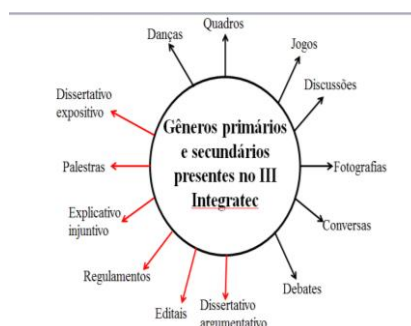 Quadros
Danças
Jogos
Discussões
Dissertativo
expositivo
Gêneros primários
e secundários
presentes no III
Integratec
Palestras
Fotografias
Explicativo
injuntivo
Conversas
Regulamentos
Debates
Editais
Dissertativo
argumentativo